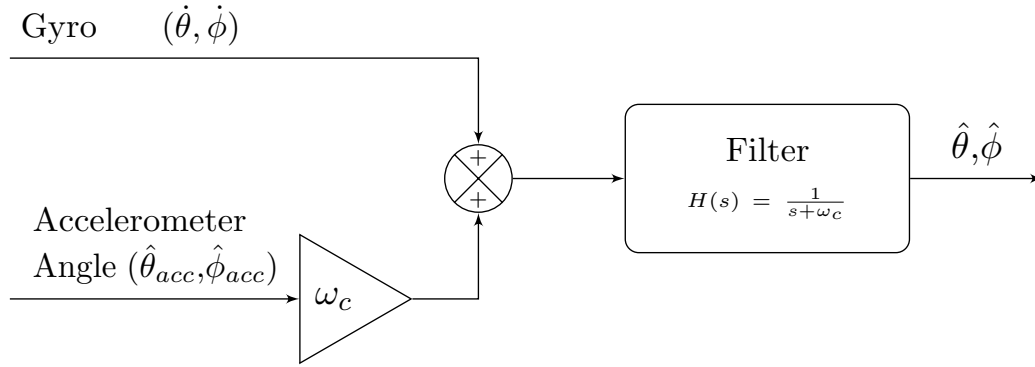 Gyro (θ̇, φ̇)
+
+
Filter
H(s) = 1/(s+ω_c)
θ̂,φ̂
Accelerometer
Angle (θ̂_acc,φ̂_acc)
ω_c